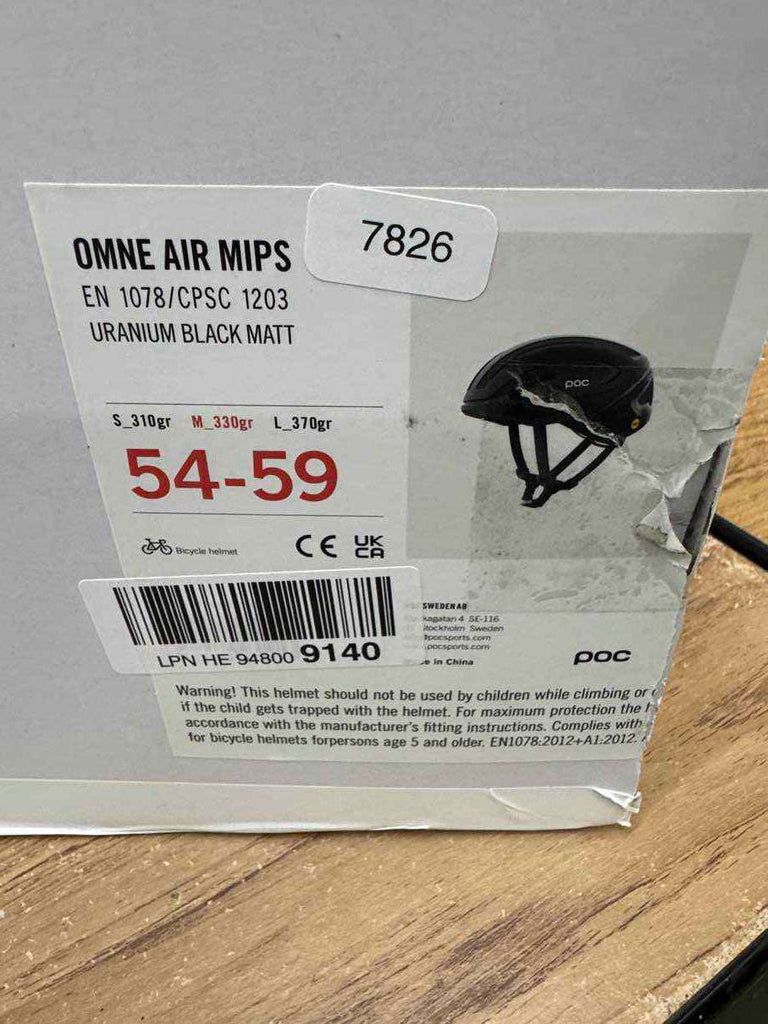 7826
OMNE AIR MIPS
EN 1078/CPSC 1203
URANIUM BLACK MATT
poc
S_310gr M_330gr L_370gr
54-59
Bicycle helmet CE UK CA
LPN HE 94800 9140
SWEDEN AB
SE-116
Stockholm Sweden
pocsports.com
pocsports.com
in China
poc
Warning! This helmet should not be used by children while climbing or
if the child gets trapped with the helmet. For maximum protection the
accordance with the manufacturer's fitting instructions. Complies with
for bicycle helmets forpersons age 5 and older. EN1078:2012+A1:2012.